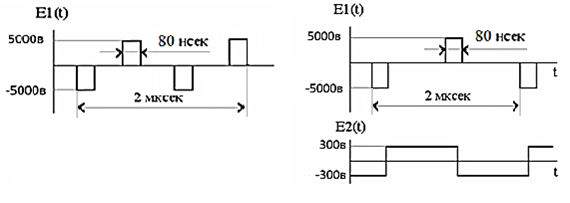 E1(t)
5000в
80 нсек
-5000в
2 мксек
E1(t)
5000в
80 нсек
-5000в
t
2 мксек
E2(t)
300в
-300в
t